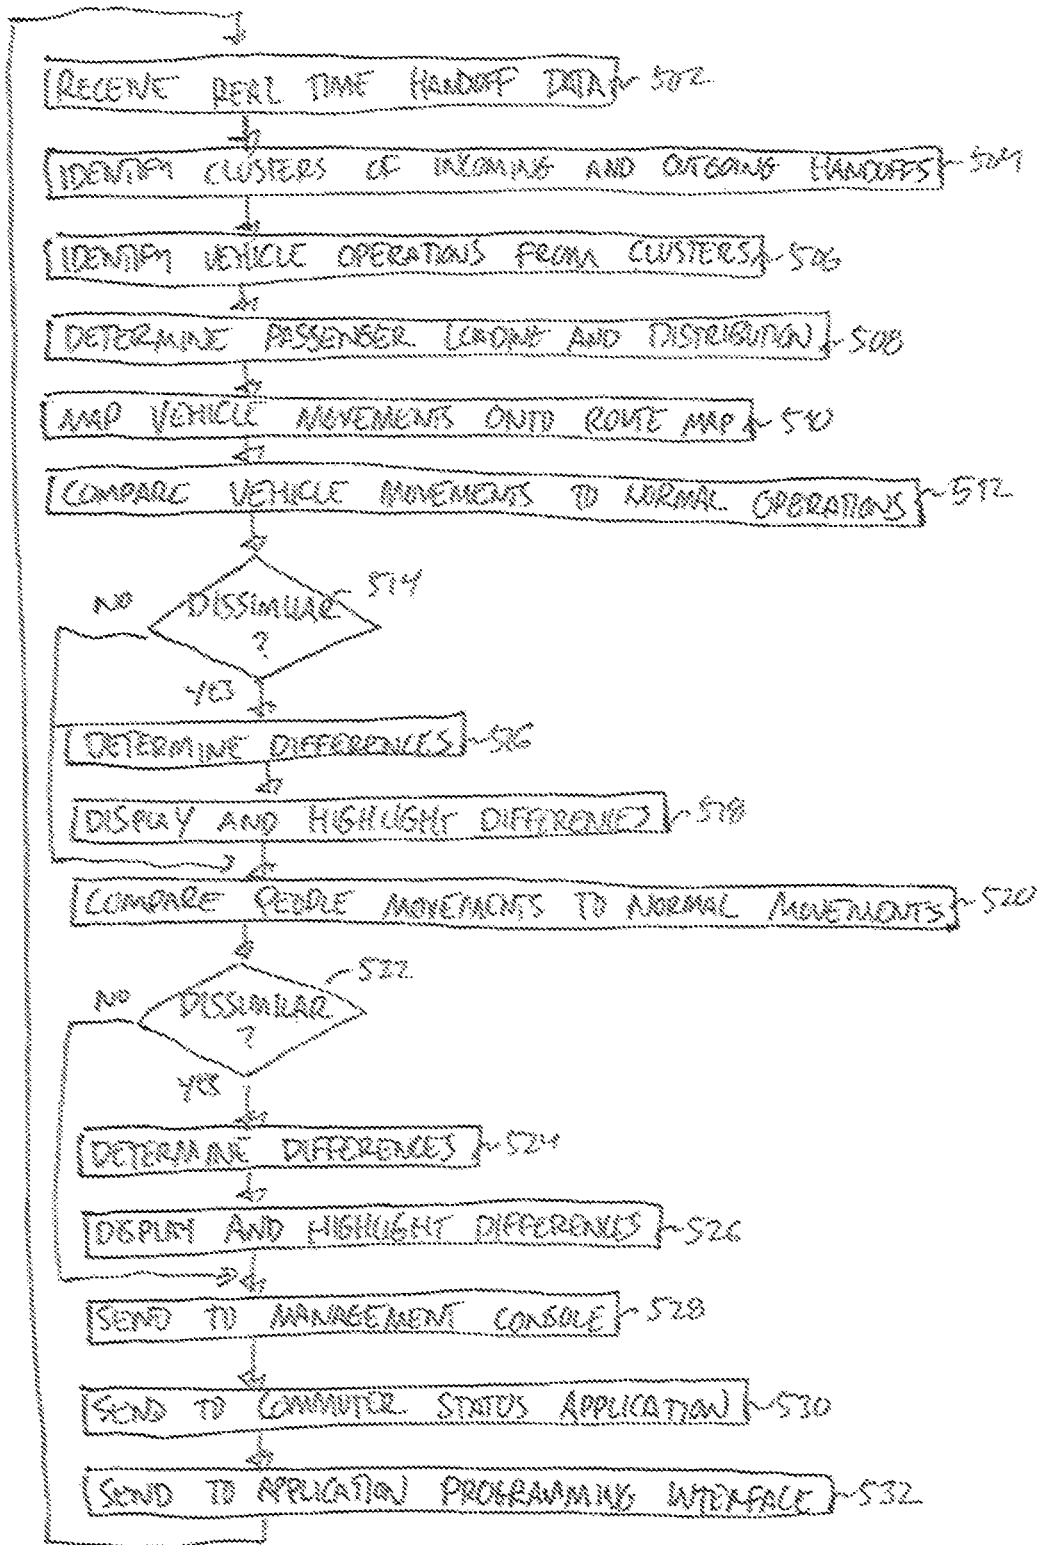 RECEIVE REAL TIME HANDOFF DATA 502
IDENTIFY CLUSTERS OF INCOMING AND OUTGOING HANDOFFS 504
IDENTIFY VEHICLE OPERATIONS FROM CLUSTERS 506
DETERMINE PASSENGER LOADING AND DISTRIBUTION 508
MAP VEHICLE MOVEMENTS ONTO ROUTE MAP 510
COMPARE VEHICLE MOVEMENTS TO NORMAL OPERATIONS 512
514
NO DISSIMILAR
?
YES
DETERMINE DIFFERENCES 516
DISPLAY AND HIGHLIGHT DIFFERENCES 518
COMPARE PEOPLE MOVEMENTS TO NORMAL MOVEMENTS 520
522
NO DISSIMILAR
?
YES
DETERMINE DIFFERENCES 524
DISPLAY AND HIGHLIGHT DIFFERENCES 526
SEND TO MANAGEMENT CONSOLE 528
SEND TO COMMUTER STATUS APPLICATION 530
SEND TO APPLICATION PROGRAMMING INTERFACE 532